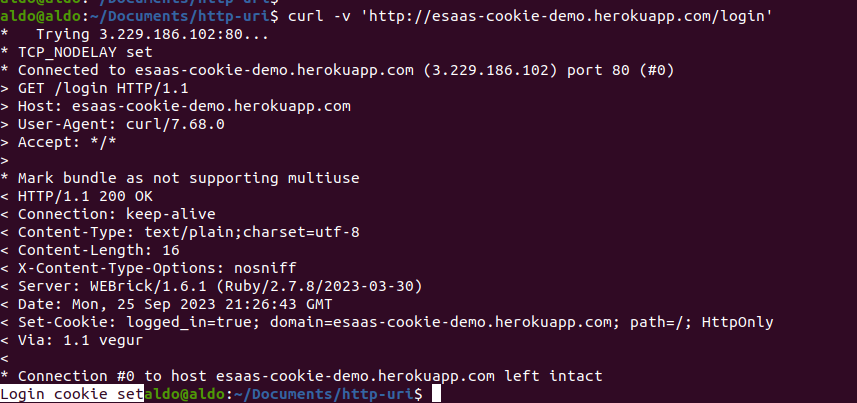 aldo@aldo:~/Documents/http-uri$
aldo@aldo:~/Documents/http-uri$ curl -v 'http://esaas-cookie-demo.herokuapp.com/login'
*   Trying 3.229.186.102:80...
* TCP_NODELAY set
* Connected to esaas-cookie-demo.herokuapp.com (3.229.186.102) port 80 (#0)
> GET /login HTTP/1.1
> Host: esaas-cookie-demo.herokuapp.com
> User-Agent: curl/7.68.0
> Accept: */*
>
* Mark bundle as not supporting multiuse
< HTTP/1.1 200 OK
< Connection: keep-alive
< Content-Type: text/plain;charset=utf-8
< Content-Length: 16
< X-Content-Type-Options: nosniff
< Server: WEBrick/1.6.1 (Ruby/2.7.8/2023-03-30)
< Date: Mon, 25 Sep 2023 21:26:43 GMT
< Set-Cookie: logged_in=true; domain=esaas-cookie-demo.herokuapp.com; path=/; HttpOnly
< Via: 1.1 vegur
<
* Connection #0 to host esaas-cookie-demo.herokuapp.com left intact
Login cookie setaldo@aldo:~/Documents/http-uri$